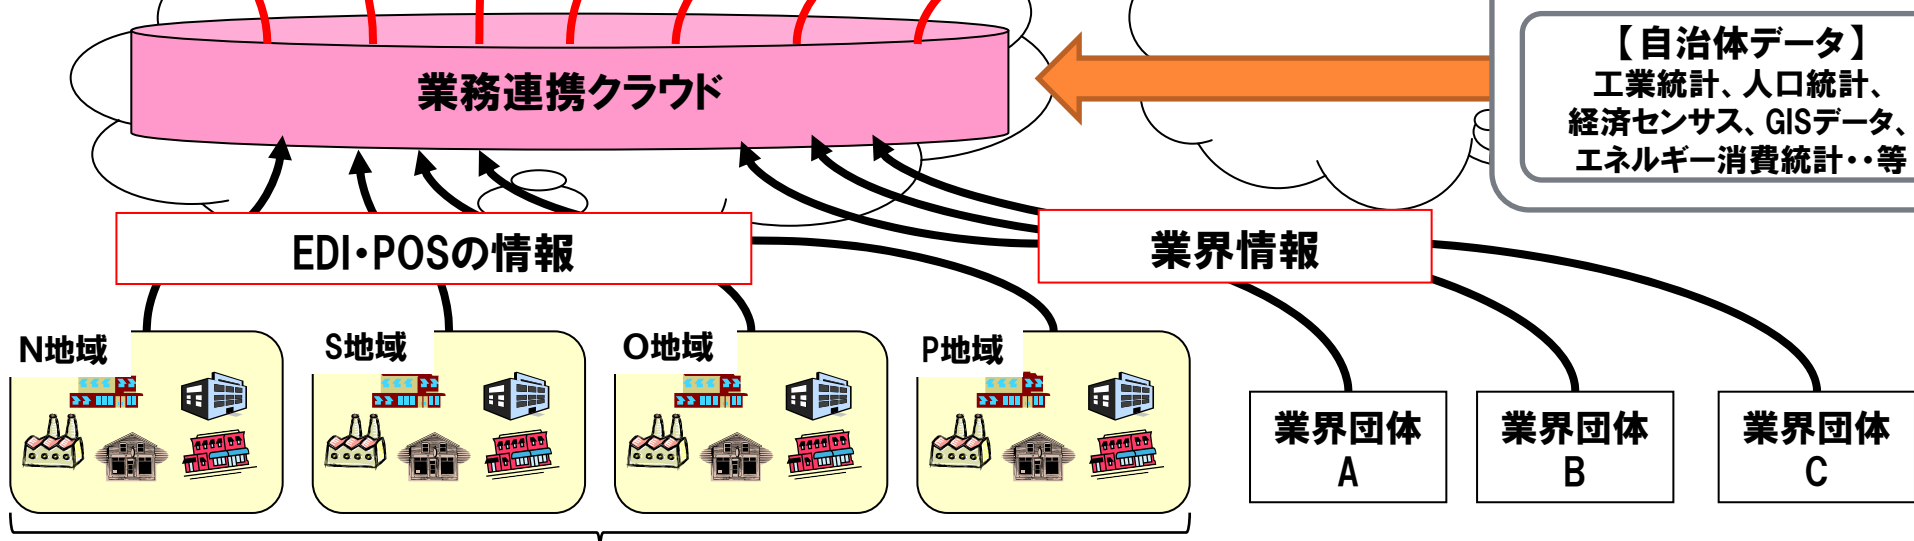 【自治体データ】
工業統計、人口統計、
経済センサス、GISデータ、
エネルギー消費統計・・等
業務連携クラウド
EDI・POSの情報
業界情報
N地域
S地域
O地域
P地域
業界団体
A
業界団体
B
業界団体
C